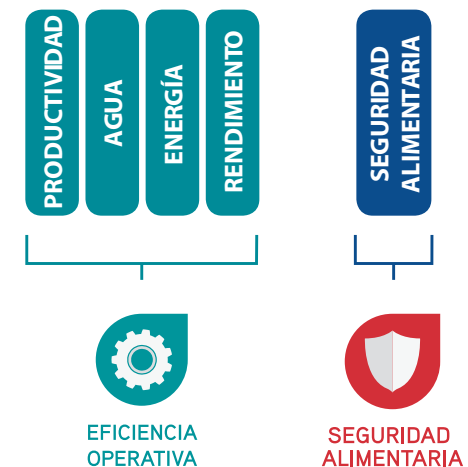 PRODUCTIVIDAD
AGUA
ENERGÍA
RENDIMIENTO
SEGURIDAD
ALIMENTARIA
EFICIENCIA
OPERATIVA
SEGURIDAD
ALIMENTARIA